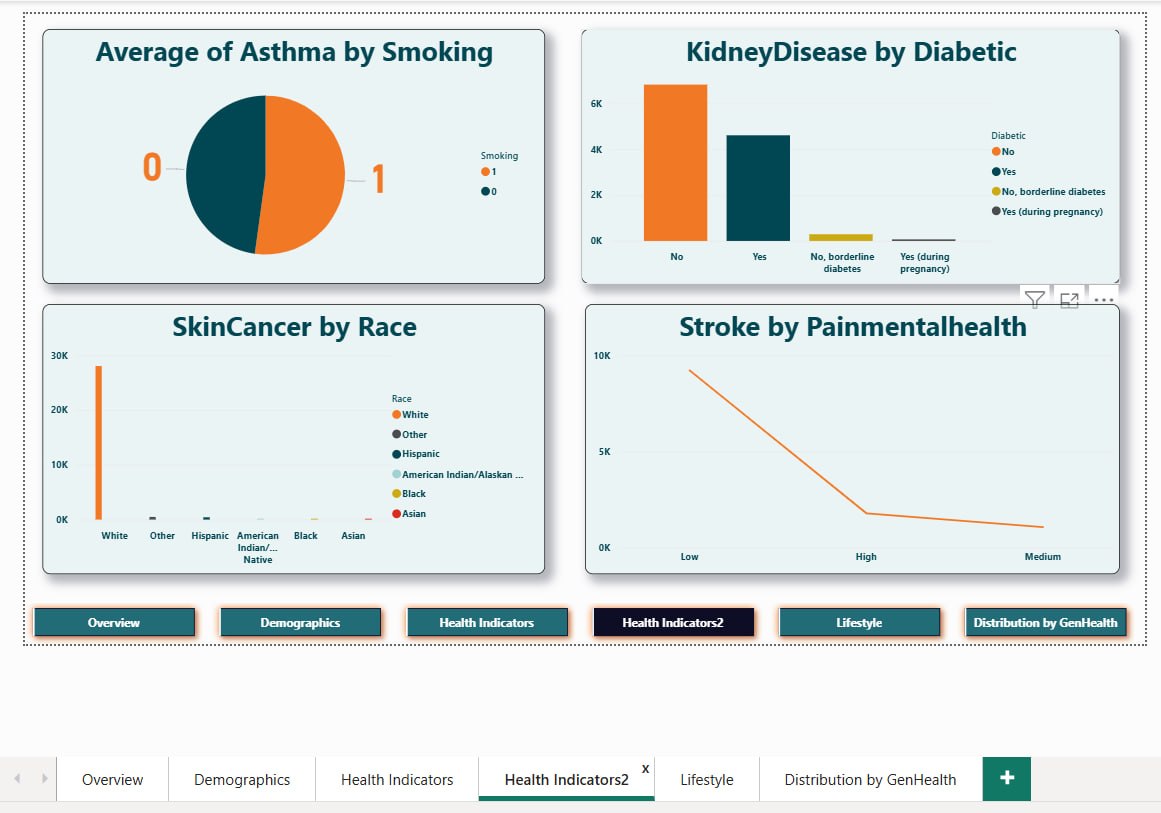 Average of Asthma by Smoking
0
1
Smoking
1
0
KidneyDisease by Diabetic
6K
4K
2K
0K
No
Yes
No, borderline
diabetes
Yes (during
pregnancy)
Diabetic
No
Yes
No, borderline diabetes
Yes (during pregnancy)
SkinCancer by Race
30K
20K
10K
0K
White
Other
Hispanic
American
Indian/...
Native
Black
Asian
Race
White
Other
Hispanic
American Indian/Alaskan ...
Black
Asian
Stroke by Painmentalhealth
10K
5K
0K
Low
High
Medium
Overview
Demographics
Health Indicators
Health Indicators2
Lifestyle
Distribution by GenHealth
Overview
Demographics
Health Indicators
Health Indicators2
x
Lifestyle
Distribution by GenHealth
+